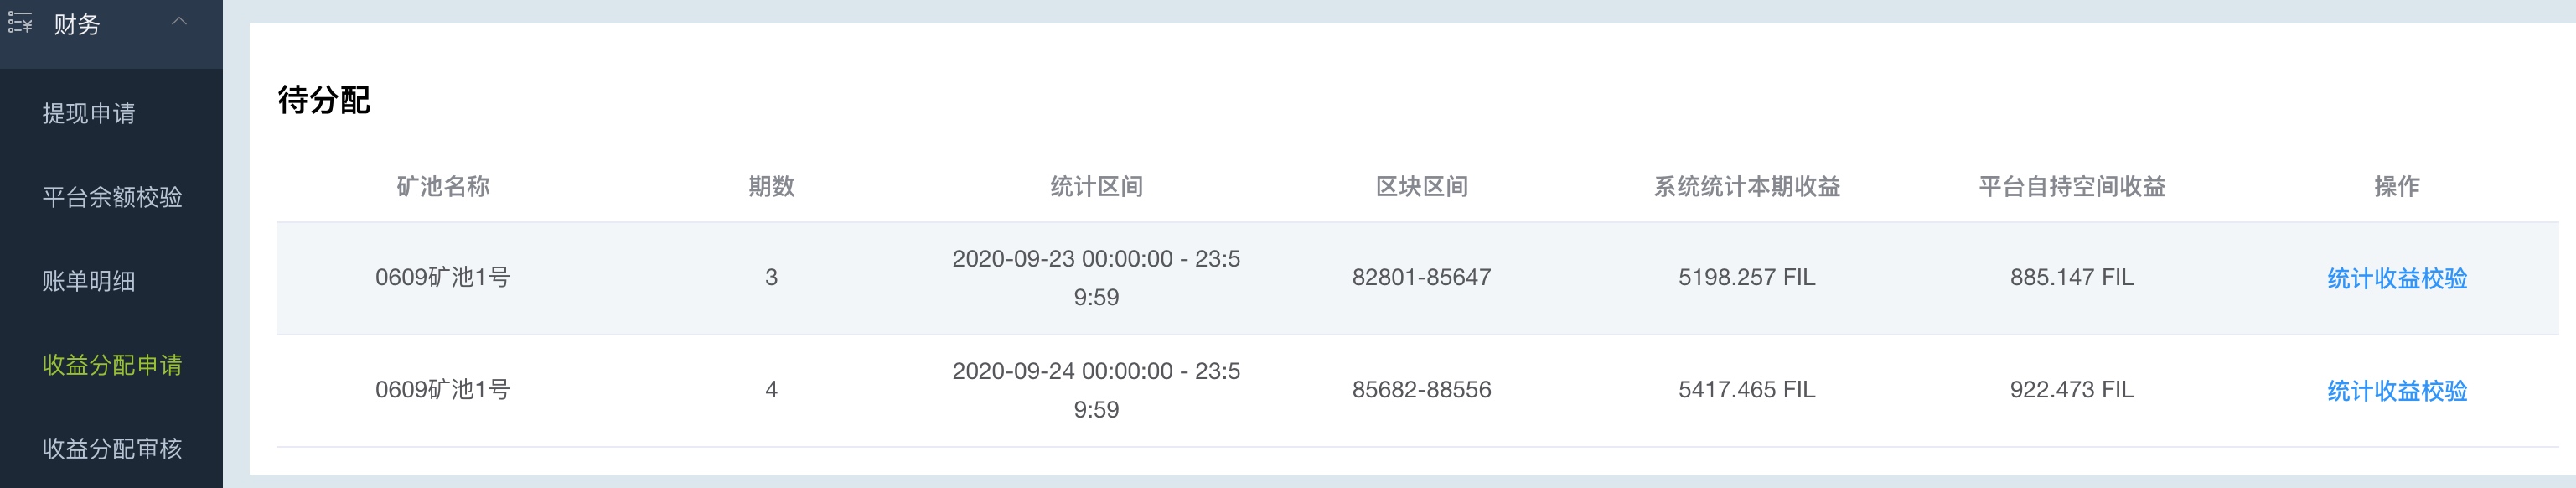 财务
提现申请
平台余额校验
账单明细
收益分配申请
收益分配审核
待分配
矿池名称 期数 统计区间 区块区间 系统统计本期收益 平台自持空间收益 操作
0609矿池1号 3 2020-09-23 00:00:00 - 23:5 82801-85647 5198.257 FIL 885.147 FIL 统计收益校验
9:59
0609矿池1号 4 2020-09-24 00:00:00 - 23:5 85682-88556 5417.465 FIL 922.473 FIL 统计收益校验
9:59